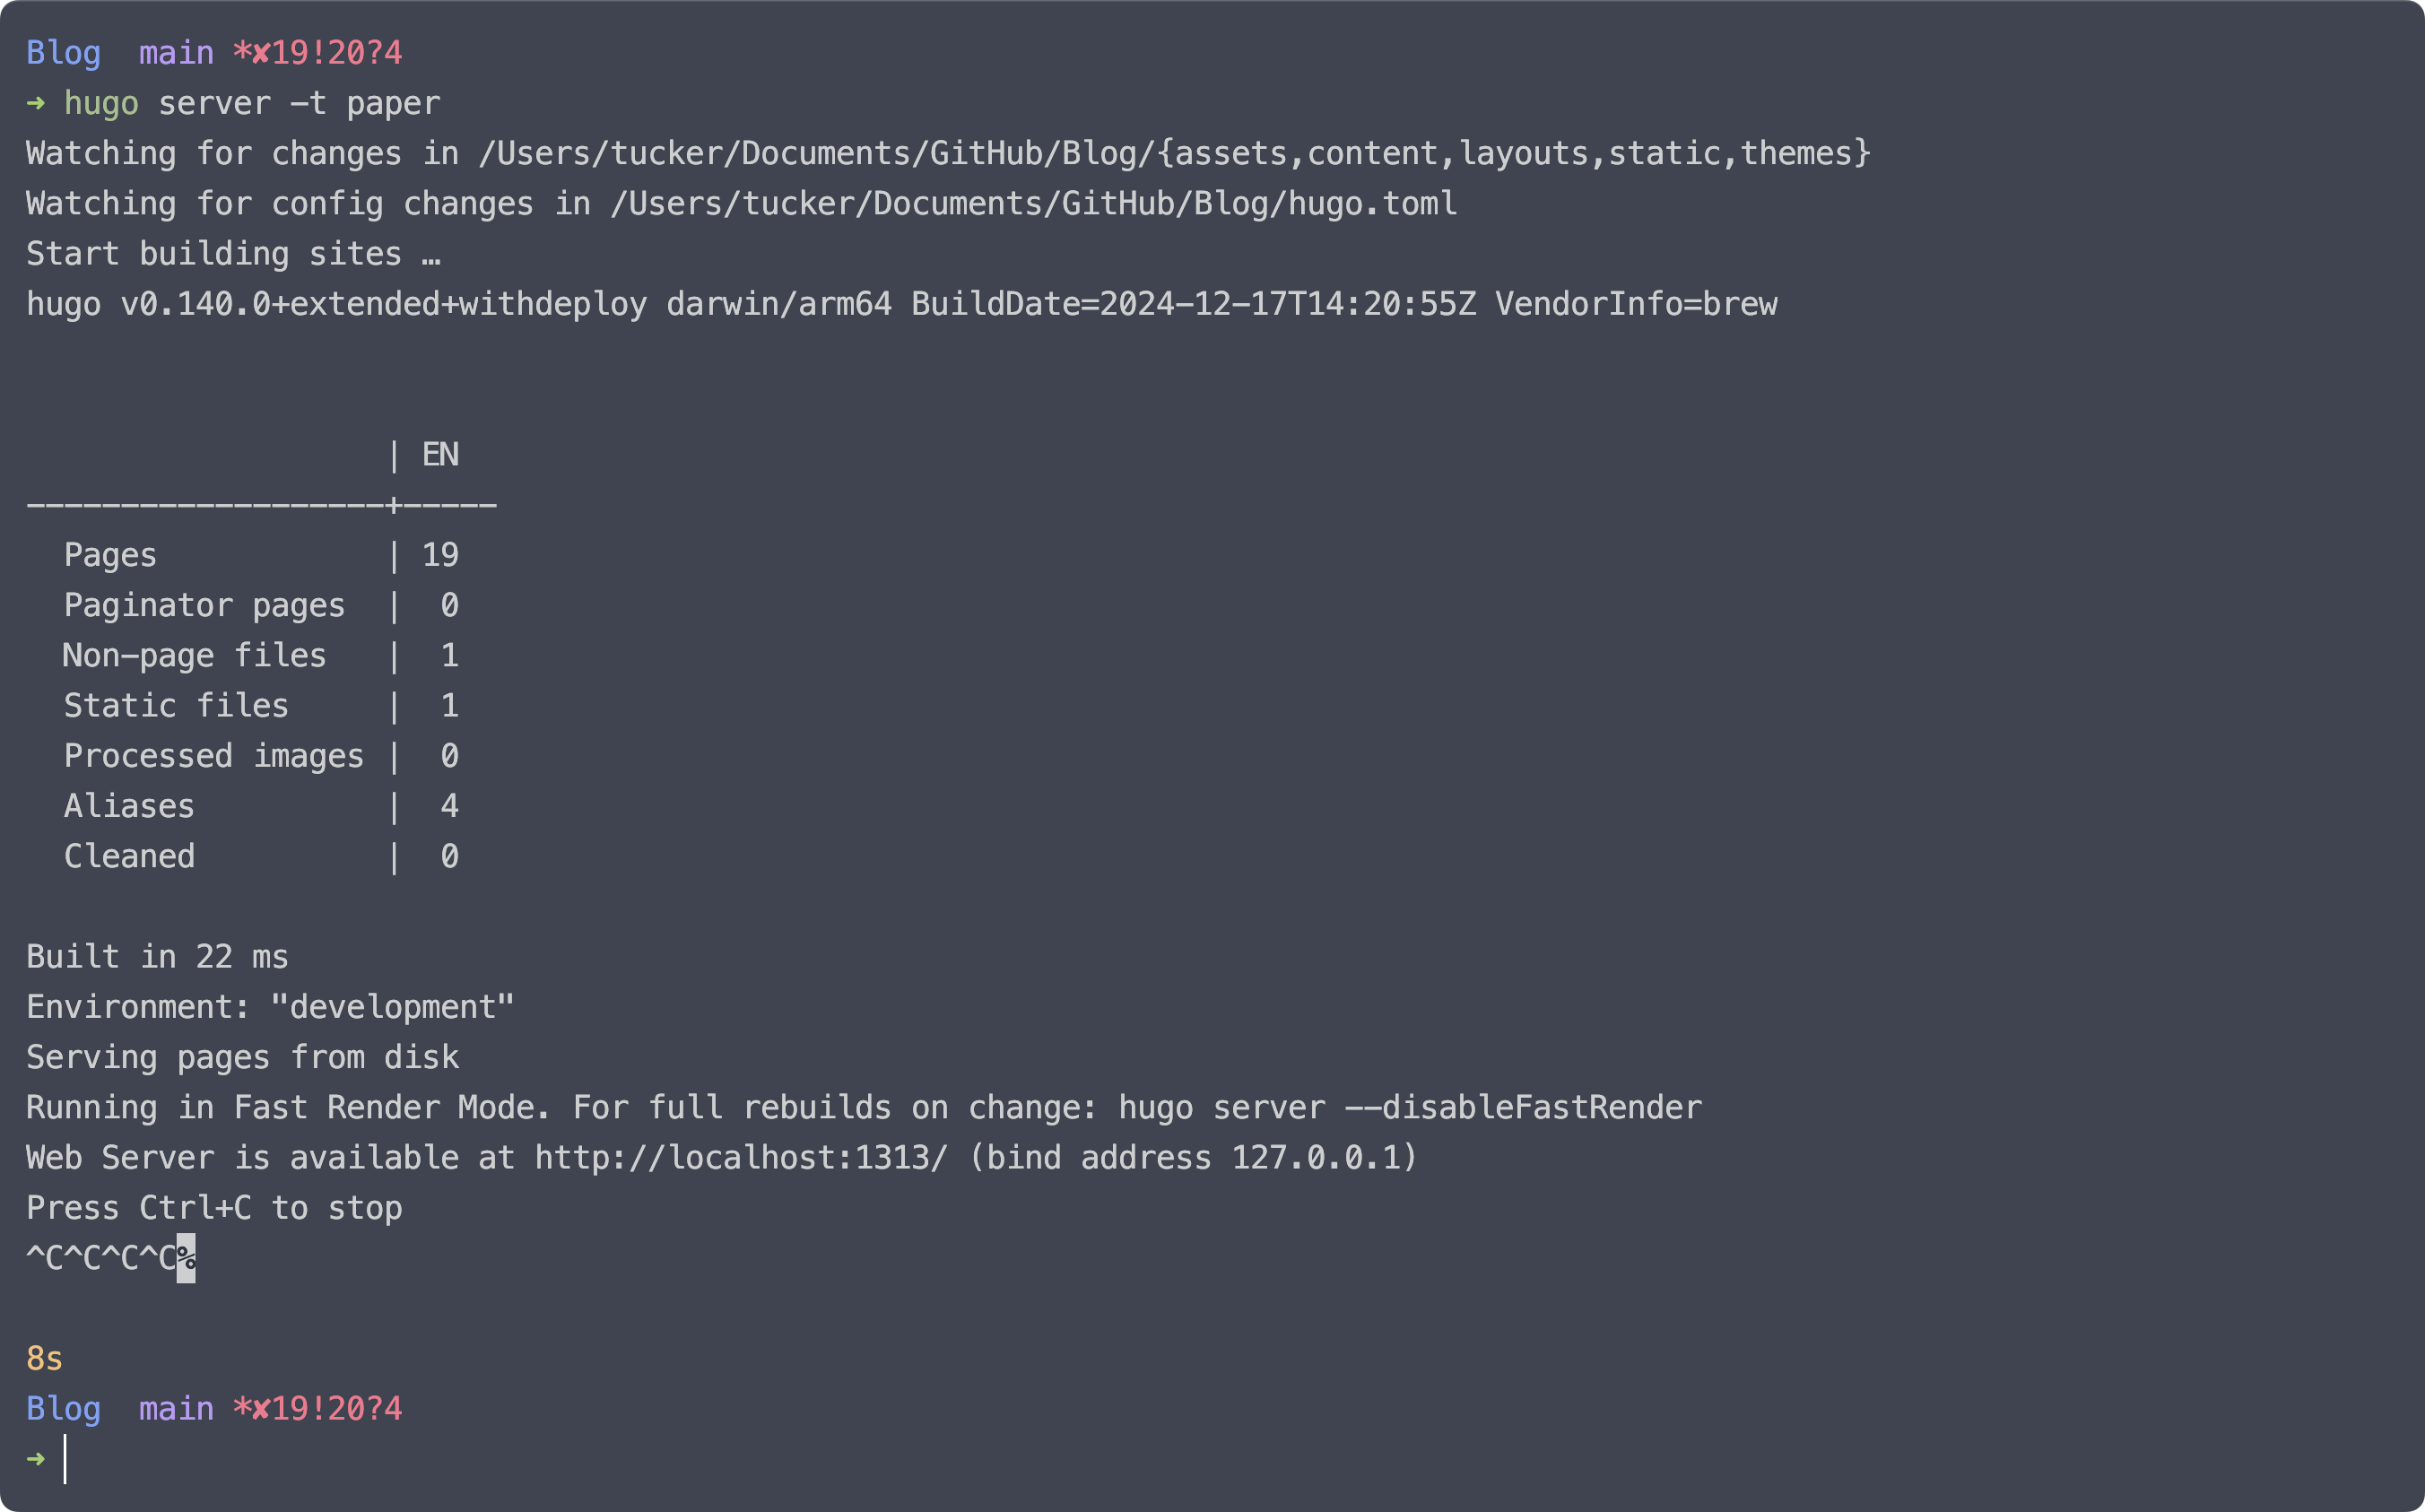 Blog  main *✘19!20?4
➜ hugo server -t paper
Watching for changes in /Users/tucker/Documents/GitHub/Blog/{assets,content,layouts,static,themes}
Watching for config changes in /Users/tucker/Documents/GitHub/Blog/hugo.toml
Start building sites …
hugo v0.140.0+extended+withdeploy darwin/arm64 BuildDate=2024-12-17T14:20:55Z VendorInfo=brew
                   | EN
-------------------+-----
  Pages            | 19
  Paginator pages  |  0
  Non-page files   |  1
  Static files     |  1
  Processed images |  0
  Aliases          |  4
  Cleaned          |  0
Built in 22 ms
Environment: "development"
Serving pages from disk
Running in Fast Render Mode. For full rebuilds on change: hugo server --disableFastRender
Web Server is available at http://localhost:1313/ (bind address 127.0.0.1)
Press Ctrl+C to stop
^C^C^C^C%
8s
Blog  main *✘19!20?4
➜